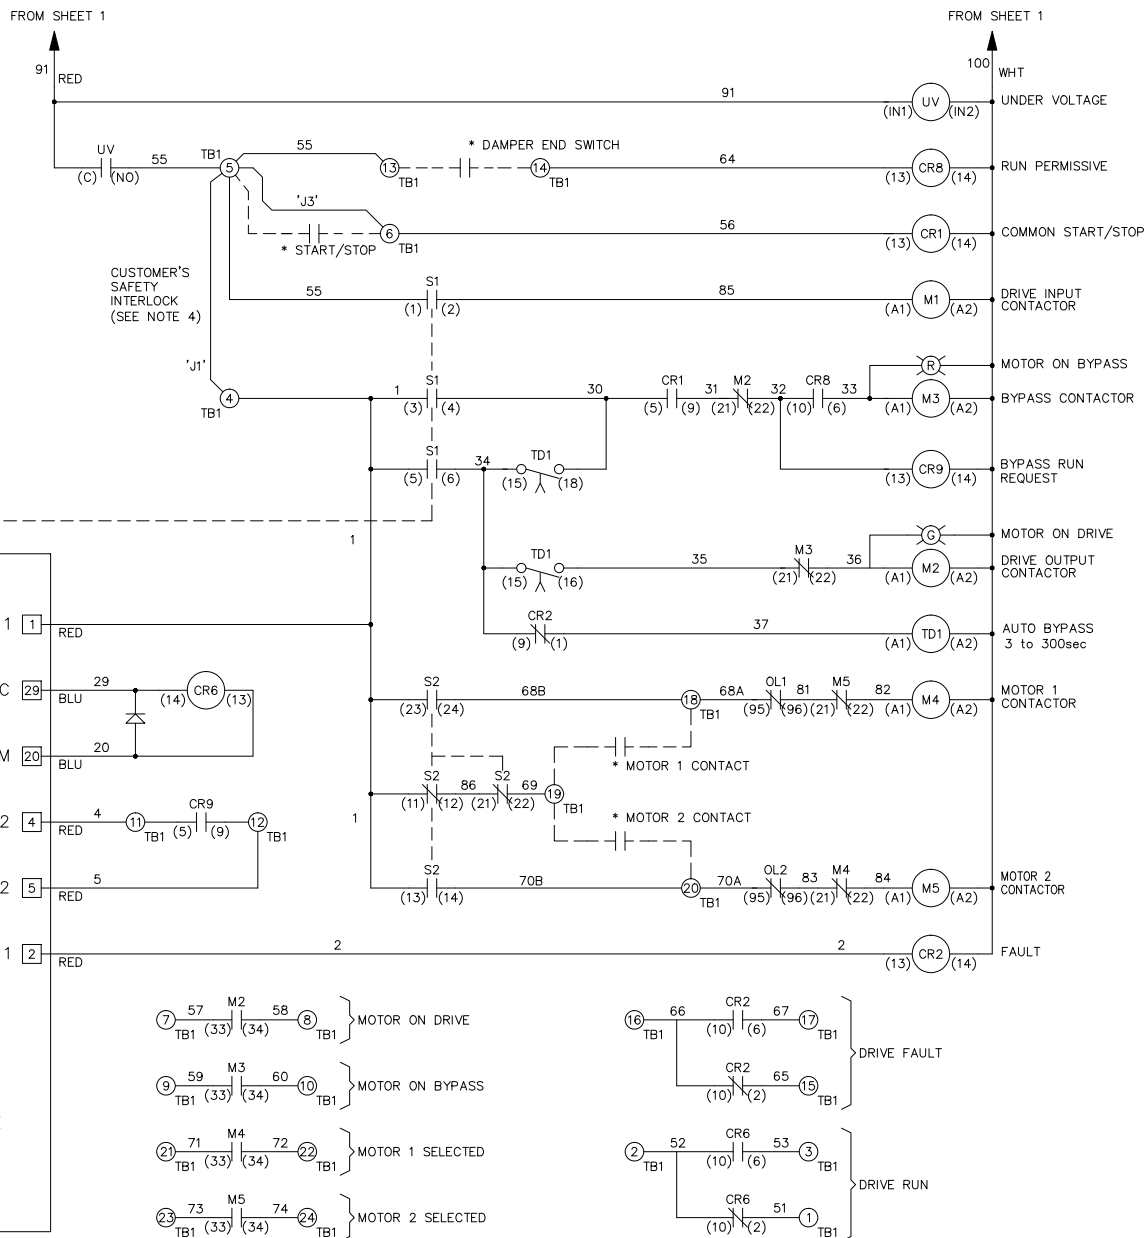 FROM SHEET 1
FROM SHEET 1
91 RED
100 WHT
91 (IN1) UV (IN2) UNDER VOLTAGE
UV (C) (NO) 55 TB1 5 55 13 TB1 * DAMPER END SWITCH 14 TB1 64 (13) CR8 (14) RUN PERMISSIVE
'J3'
* START/STOP 6 TB1 56 (13) CR1 (14) COMMON START/STOP
CUSTOMER'S
SAFETY
INTERLOCK
(SEE NOTE 4)
55 S1 (1) (2) 85 (A1) M1 (A2) DRIVE INPUT
CONTACTOR
'J1'
R MOTOR ON BYPASS
TB1 4 1 S1 (3) (4) 30 CR1 (5) (9) 31 M2 (21) (22) 32 CR8 (10) (6) 33 (A1) M3 (A2) BYPASS CONTACTOR
S1 (5) (6) 34 TD1 (15) (18) (13) CR9 (14) BYPASS RUN
REQUEST
1
G MOTOR ON DRIVE
TD1 (15) (16) 35 M3 (21) (22) 36 (A1) M2 (A2) DRIVE OUTPUT
CONTACTOR
1 1 RED
CR2 (9) (1) 37 (A1) TD1 (A2) AUTO BYPASS
3 to 300sec
C 29 BLU 29 (14) CR6 (13)
S2 (23) (24) 68B 18 TB1 68A OL1 (95) (96) 81 M5 (21) (22) 82 (A1) M4 (A2) MOTOR 1
CONTACTOR
M 20 BLU 20
* MOTOR 1 CONTACT
S2 (11) (12) 86 S2 (21) (22) 69 19 TB1
2 4 RED 4 11 TB1 CR9 (5) (9) 12 TB1
1
* MOTOR 2 CONTACT
2 5 RED 5
S2 (13) (14) 70B 20 TB1 70A OL2 (95) (96) 83 M4 (21) (22) 84 (A1) M5 (A2) MOTOR 2
CONTACTOR
1 2 RED 2 2 (13) CR2 (14) FAULT
7 TB1 57 M2 (33) (34) 58 8 TB1 MOTOR ON DRIVE
9 TB1 59 M3 (33) (34) 60 10 TB1 MOTOR ON BYPASS
21 TB1 71 M4 (33) (34) 72 22 TB1 MOTOR 1 SELECTED
23 TB1 73 M5 (33) (34) 74 24 TB1 MOTOR 2 SELECTED
16 TB1 66 CR2 (10) (6) 67 17 TB1
DRIVE FAULT
CR2 (10) (2) 65 15 TB1
2 TB1 52 CR6 (10) (6) 53 3 TB1
DRIVE RUN
CR6 (10) (2) 51 1 TB1